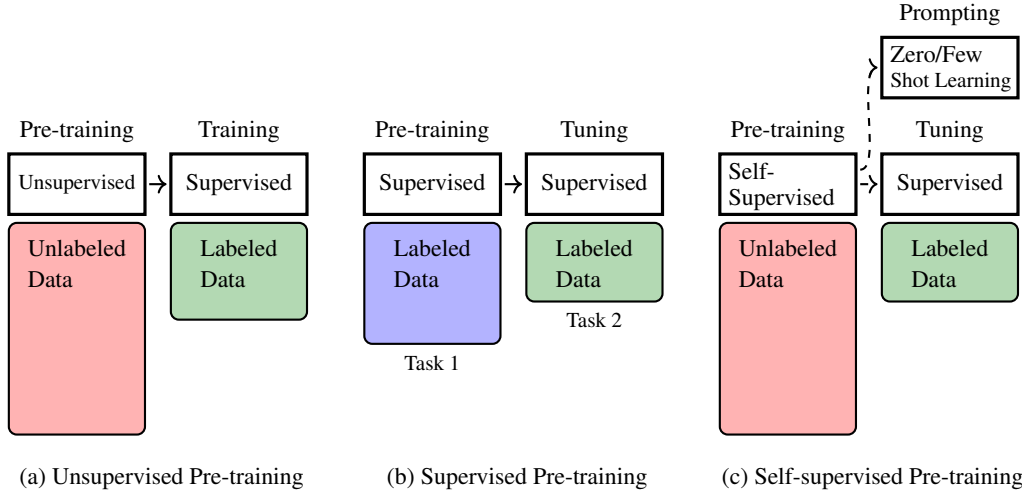 Pre-training
Training
Unsupervised
Supervised
Unlabeled
Data
Labeled
Data
(a) Unsupervised Pre-training
Pre-training
Tuning
Supervised
Supervised
Labeled
Data
Labeled
Data
Task 1
Task 2
(b) Supervised Pre-training
Prompting
Zero/Few
Shot Learning
Pre-training
Tuning
Self-
Supervised
Supervised
Unlabeled
Data
Labeled
Data
(c) Self-supervised Pre-training